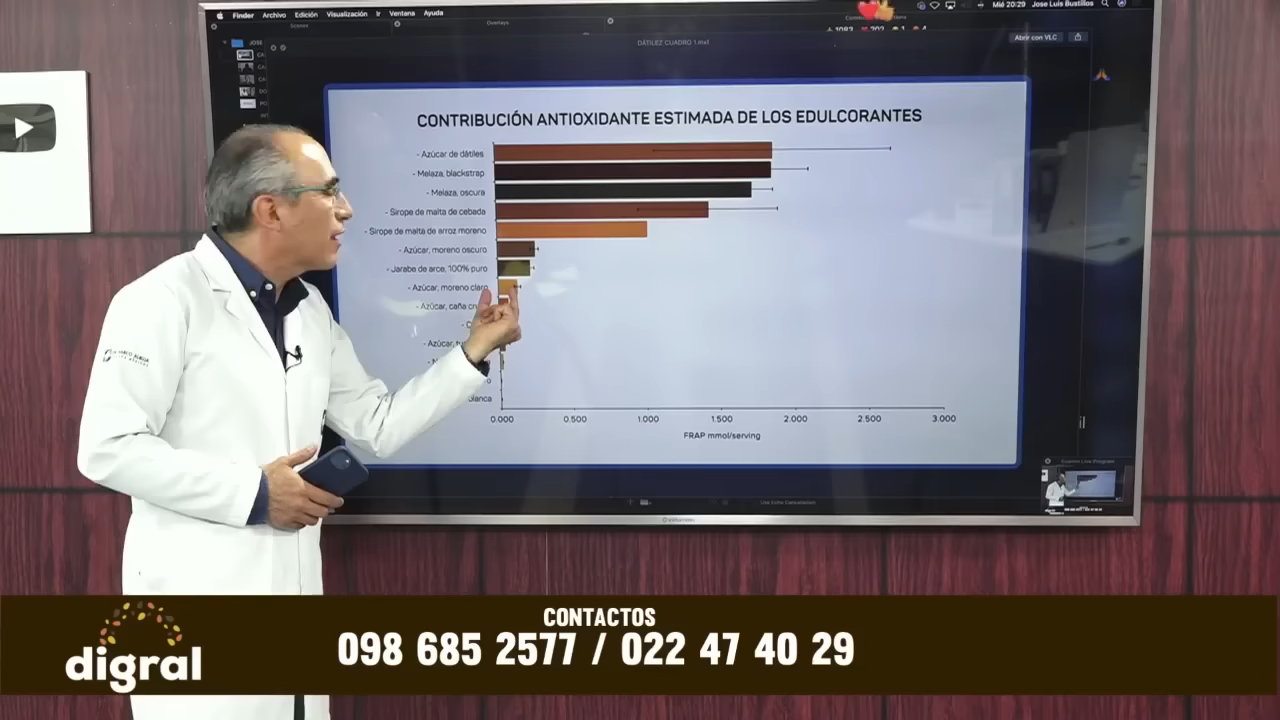 Finder Archivo Edición Visualización Ir Ventana Ayuda
Mié 20:29 Jose Luis Bustillos
Overlays
JOSE
DÁTILEZ CUADRO 1.mxf
Abrir con VLC
CONTRIBUCIÓN ANTIOXIDANTE ESTIMADA DE LOS EDULCORANTES
- Azúcar de dátiles
- Melaza, blackstrap
- Melaza, oscura
- Sirope de malta de cebada
- Sirope de malta de arroz moreno
- Azúcar, moreno oscuro
- Jarabe de arce, 100% puro
- Azúcar, moreno claro
- Azúcar, caña
- Azúcar,
0.000 0.500 1.000 1.500 2.000 2.500 3.000
FRAP mmol/serving
digral
CONTACTOS
098 685 2577 / 022 47 40 29